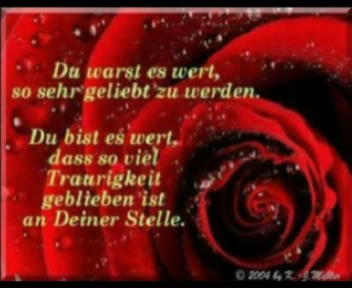 Du warst es wert,
so sehr geliebt zu werden.
Du bist es wert,
dass so viel
Traurigkeit
geblieben ist
an Deiner Stelle.
© 2004 by K. - J.